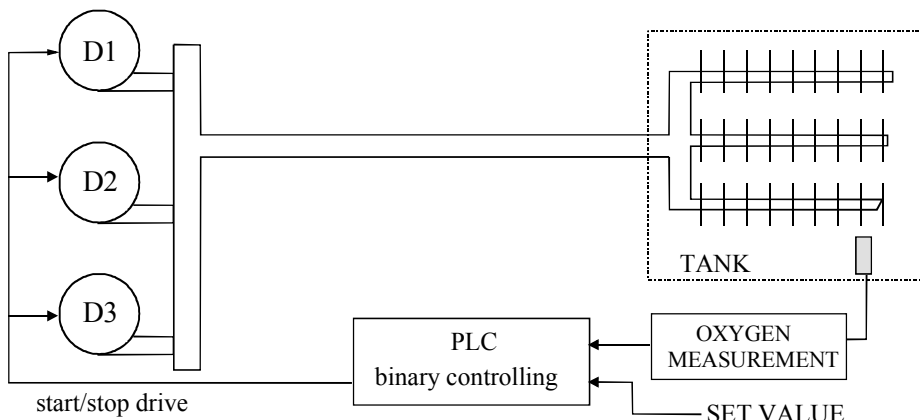 D1
D2
D3
TANK
PLC
binary controlling
OXYGEN
MEASUREMENT
start/stop drive
SET VALUE